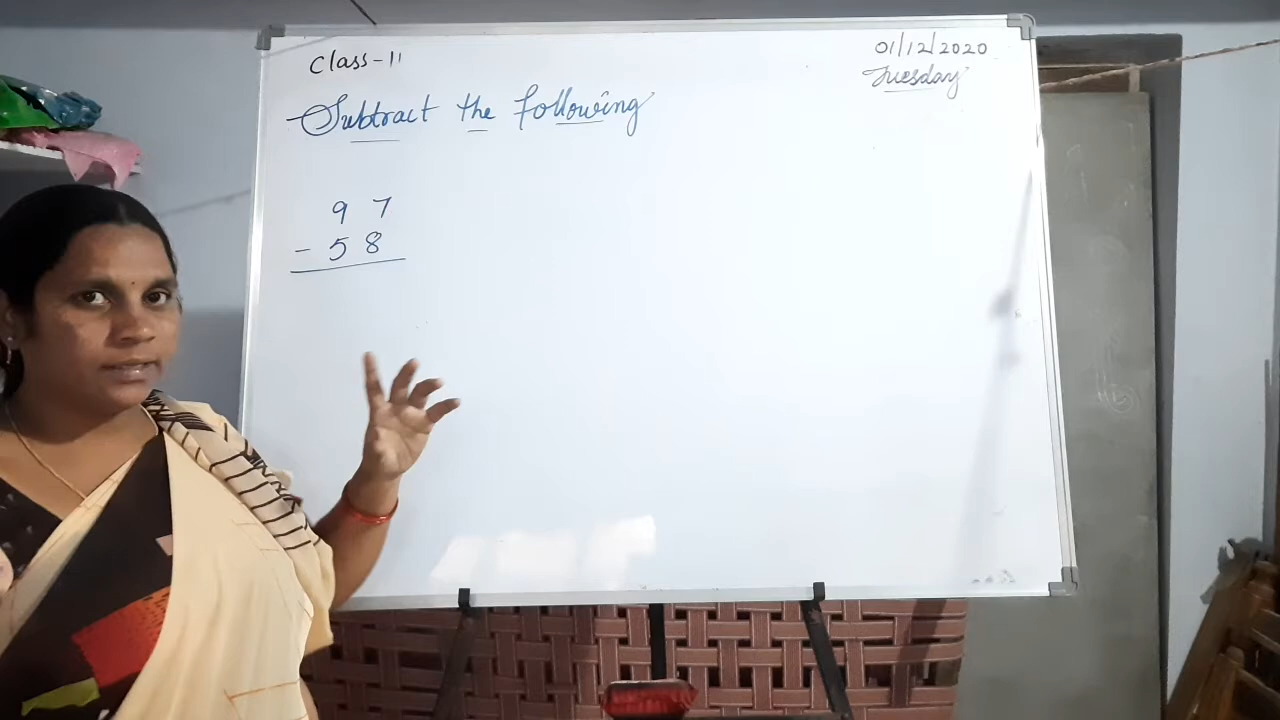 Class-11
01/12/2020
Tuesday
Subtract the following
9 7
- 5 8